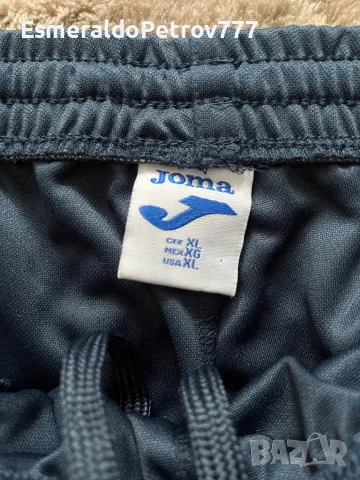 EsmeraldoPetrov777
Joma
CEE XL
MEX XG
USA XL
BAZAR